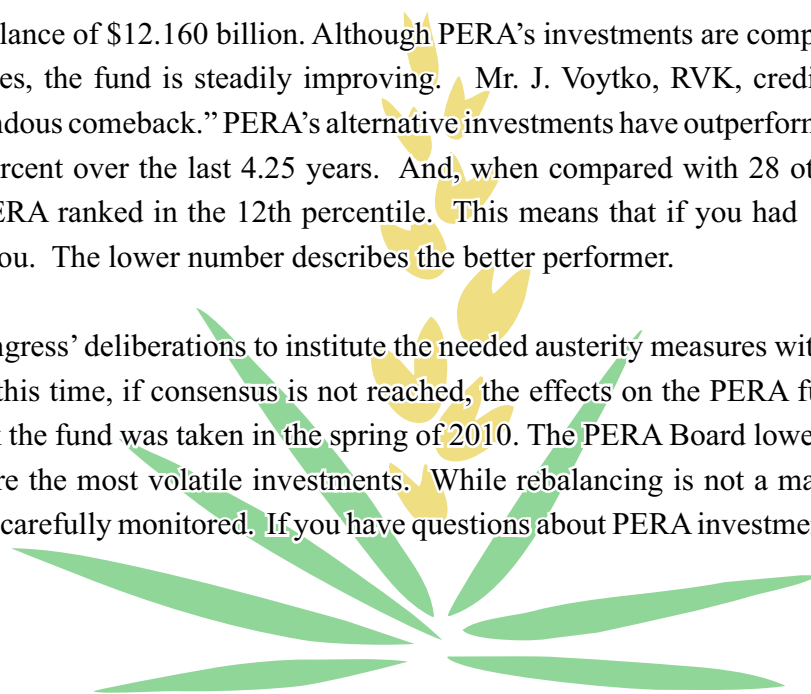 lance of $12.160 billion. Although PERA’s investments are comp
es, the fund is steadily improving. Mr. J. Voytko, RVK, credi
ndous comeback.” PERA’s alternative investments have outperforn
rcent over the last 4.25 years. And, when compared with 28 ot
ERA ranked in the 12th percentile. This means that if you had
ou. The lower number describes the better performer.
ngress’ deliberations to institute the needed austerity measures wit
this time, if consensus is not reached, the effects on the PERA fu
k the fund was taken in the spring of 2010. The PERA Board lowe
re the most volatile investments. While rebalancing is not a ma
carefully monitored. If you have questions about PERA investme